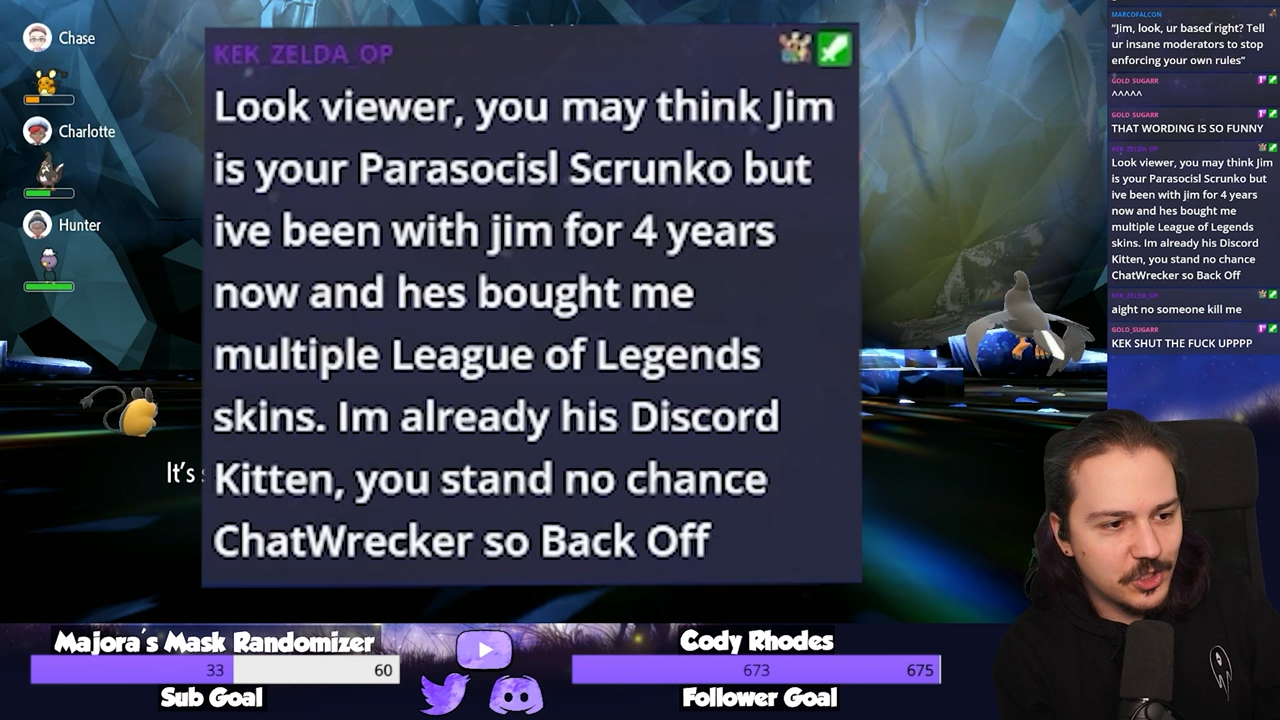 Chase
Charlotte
Hunter
It's
KEK_ZELDA_OP
Look viewer, you may think Jim
is your Parasocisl Scrunko but
ive been with jim for 4 years
now and hes bought me
multiple League of Legends
skins. Im already his Discord
Kitten, you stand no chance
ChatWrecker so Back Off
MARCOFALCON
"Jim, look, ur based right? Tell
ur insane moderators to stop
enforcing your own rules"
GOLD_SUGARR
^^^^^
GOLD_SUGARR
THAT WORDING IS SO FUNNY
KEK_ZELDA_OP
Look viewer, you may think Jim
is your Parasocisl Scrunko but
ive been with jim for 4 years
now and hes bought me
multiple League of Legends
skins. Im already his Discord
Kitten, you stand no chance
ChatWrecker so Back Off
KEK_ZELDA_OP
aight no someone kill me
GOLD_SUGARR
KEK SHUT THE FUCK UPPPP
Majora's Mask Randomizer
33
60
Sub Goal
Cody Rhodes
673
675
Follower Goal